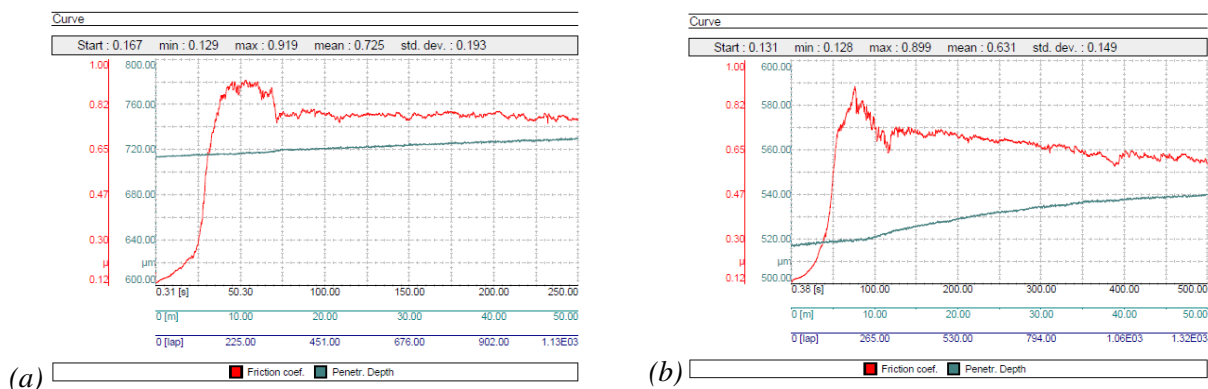 Curve
Start : 0.167 min : 0.129 max : 0.919 mean : 0.725 std. dev. : 0.193
1.00 800.00
0.82 760.00
0.65 720.00
0.47 680.00
0.30 640.00
µ µm
0.12 600.00
0.31 [s] 50.30 100.00 150.00 200.00 250.00
0 [m] 10.00 20.00 30.00 40.00 50.00
0 [lap] 225.00 451.00 676.00 902.00 1.13E03
(a) Friction coef. Penetr. Depth
Curve
Start : 0.131 min : 0.128 max : 0.899 mean : 0.631 std. dev. : 0.149
1.00 600.00
0.82 580.00
0.65 560.00
0.47 540.00
0.30 520.00
µ µm
0.12 500.00
0.38 [s] 100.00 200.00 300.00 400.00 500.00
0 [m] 10.00 20.00 30.00 40.00 50.00
0 [lap] 265.00 530.00 794.00 1.06E03 1.32E03
(b) Friction coef. Penetr. Depth